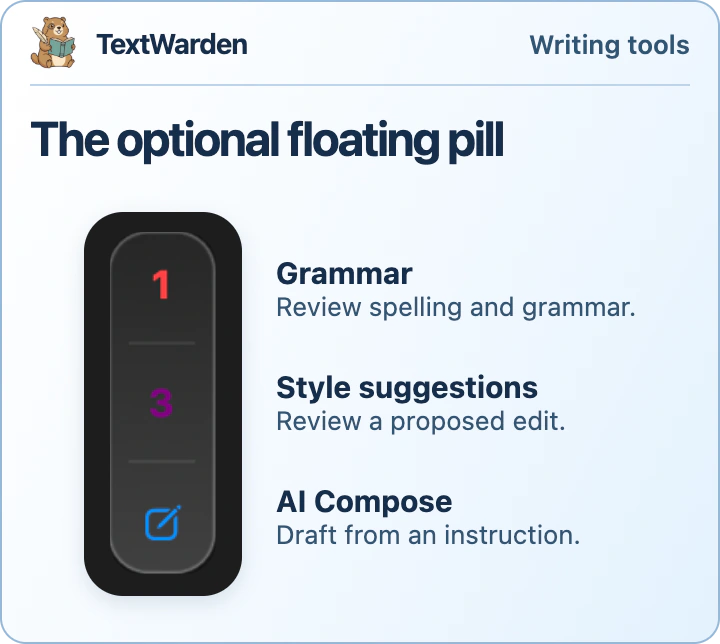 TextWarden
Writing tools
The optional floating pill
1
Grammar
Review spelling and grammar.
3
Style suggestions
Review a proposed edit.
AI Compose
Draft from an instruction.